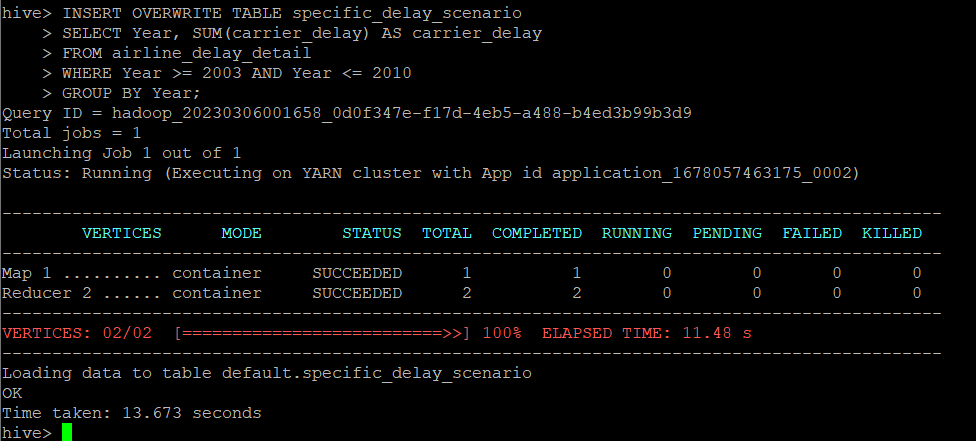 hive> INSERT OVERWRITE TABLE specific_delay_scenario
    > SELECT Year, SUM(carrier_delay) AS carrier_delay
    > FROM airline_delay_detail
    > WHERE Year >= 2003 AND Year <= 2010
    > GROUP BY Year;
Query ID = hadoop_20230306001658_0d0f347e-f17d-4eb5-a488-b4ed3b99b3d9
Total jobs = 1
Launching Job 1 out of 1
Status: Running (Executing on YARN cluster with App id application_1678057463175_0002)
----------------------------------------------------------------------------------------------
        VERTICES      MODE        STATUS  TOTAL  COMPLETED  RUNNING  PENDING  FAILED  KILLED
----------------------------------------------------------------------------------------------
Map 1 .......... container     SUCCEEDED      1          1        0        0       0       0
Reducer 2 ...... container     SUCCEEDED      2          2        0        0       0       0
----------------------------------------------------------------------------------------------
VERTICES: 02/02  [==========================>>] 100%  ELAPSED TIME: 11.48 s
----------------------------------------------------------------------------------------------
Loading data to table default.specific_delay_scenario
OK
Time taken: 13.673 seconds
hive>